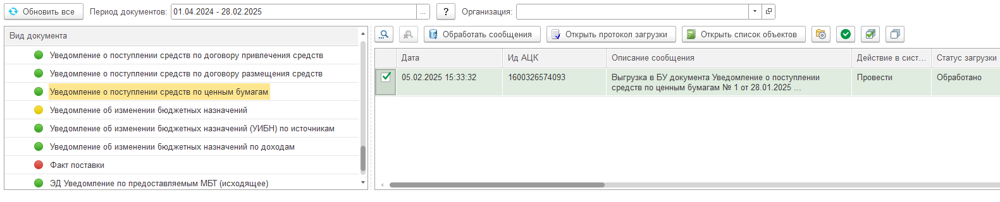 Обновить все Период документов: 01.04.2024 - 28.02.2025 ... ? Организация:
Вид документа
Уведомление о поступлении средств по договору привлечения средств
Уведомление о поступлении средств по договору размещения средств
Уведомление о поступлении средств по ценным бумагам
Уведомление об изменении бюджетных назначений
Уведомление об изменении бюджетных назначений (УИБН) по источникам
Уведомление об изменении бюджетных назначений по доходам
Факт поставки
ЭД Уведомление по предоставляемым МБТ (исходящее)
Обработать сообщения Открыть протокол загрузки Открыть список объектов
Дата Ид АЦК Описание сообщения Действие в сист... Статус загрузки
05.02.2025 15:33:32 1600326574093 Выгрузка в БУ документа Уведомление о поступлении Провести Обработано
средств по ценным бумагам № 1 от 28.01.2025 ...